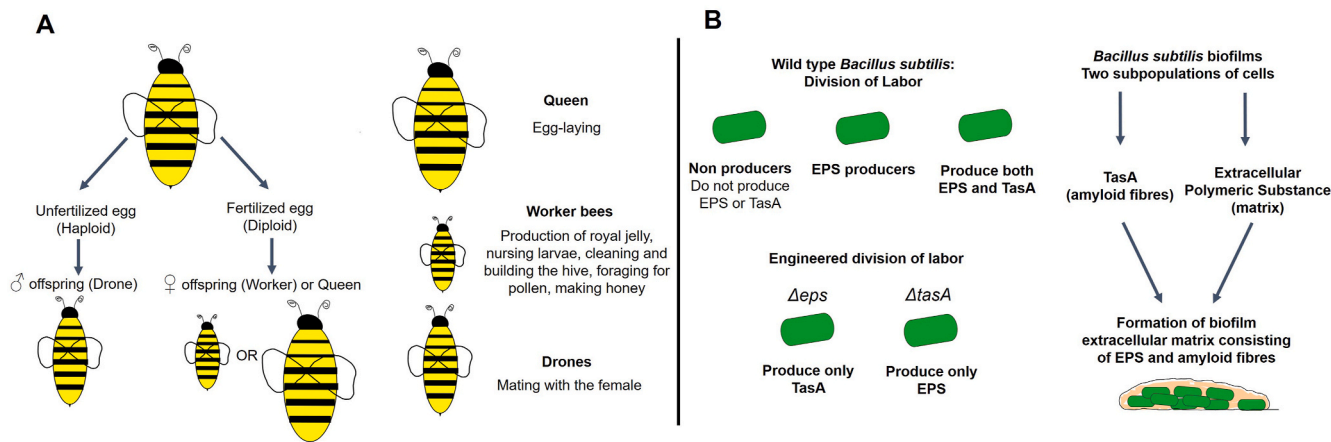 A
Queen
Egg-laying
Unfertilized egg
(Haploid)
Fertilized egg
(Diploid)
♂ offspring (Drone)
♀ offspring (Worker) or Queen
OR
Worker bees
Production of royal jelly,
nursing larvae, cleaning and
building the hive, foraging for
pollen, making honey
Drones
Mating with the female
B
Wild type Bacillus subtilis:
Division of Labor
Non producers
Do not produce
EPS or TasA
EPS producers
Produce both
EPS and TasA
Engineered division of labor
Δeps
ΔtasA
Produce only
TasA
Produce only
EPS
Bacillus subtilis biofilms
Two subpopulations of cells
TasA
(amyloid fibres)
Extracellular
Polymeric Substance
(matrix)
Formation of biofilm
extracellular matrix consisting
of EPS and amyloid fibres